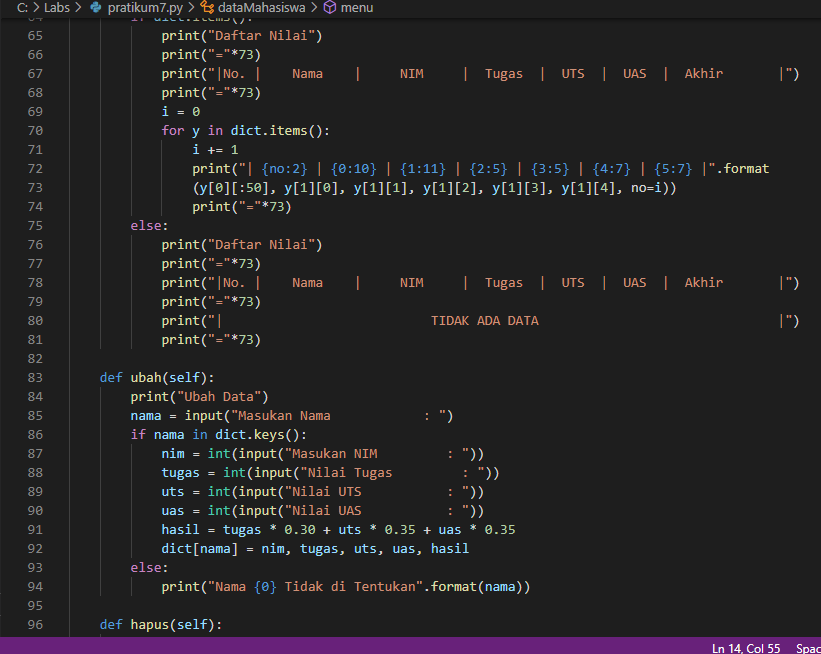 C: > Labs > pratikum7.py > dataMahasiswa > menu
64 if dict.items():
65 print("Daftar Nilai")
66 print("="*73)
67 print("|No. |    Nama    |     NIM     |  Tugas  |  UTS  |  UAS  |  Akhir       |")
68 print("="*73)
69 i = 0
70 for y in dict.items():
71 i += 1
72 print("| {no:2} | {0:10} | {1:11} | {2:5} | {3:5} | {4:7} | {5:7} |".format
73 (y[0][:50], y[1][0], y[1][1], y[1][2], y[1][3], y[1][4], no=i))
74 print("="*73)
75 else:
76 print("Daftar Nilai")
77 print("="*73)
78 print("|No. |    Nama    |     NIM     |  Tugas  |  UTS  |  UAS  |  Akhir       |")
79 print("="*73)
80 print("|                           TIDAK ADA DATA                               |")
81 print("="*73)
82
83 def ubah(self):
84 print("Ubah Data")
85 nama = input("Masukan Nama            : ")
86 if nama in dict.keys():
87 nim = int(input("Masukan NIM         : "))
88 tugas = int(input("Nilai Tugas         : "))
89 uts = int(input("Nilai UTS           : "))
90 uas = int(input("Nilai UAS           : "))
91 hasil = tugas * 0.30 + uts * 0.35 + uas * 0.35
92 dict[nama] = nim, tugas, uts, uas, hasil
93 else:
94 print("Nama {0} Tidak di Tentukan".format(nama))
95
96 def hapus(self):
Ln 14, Col 55 Spac